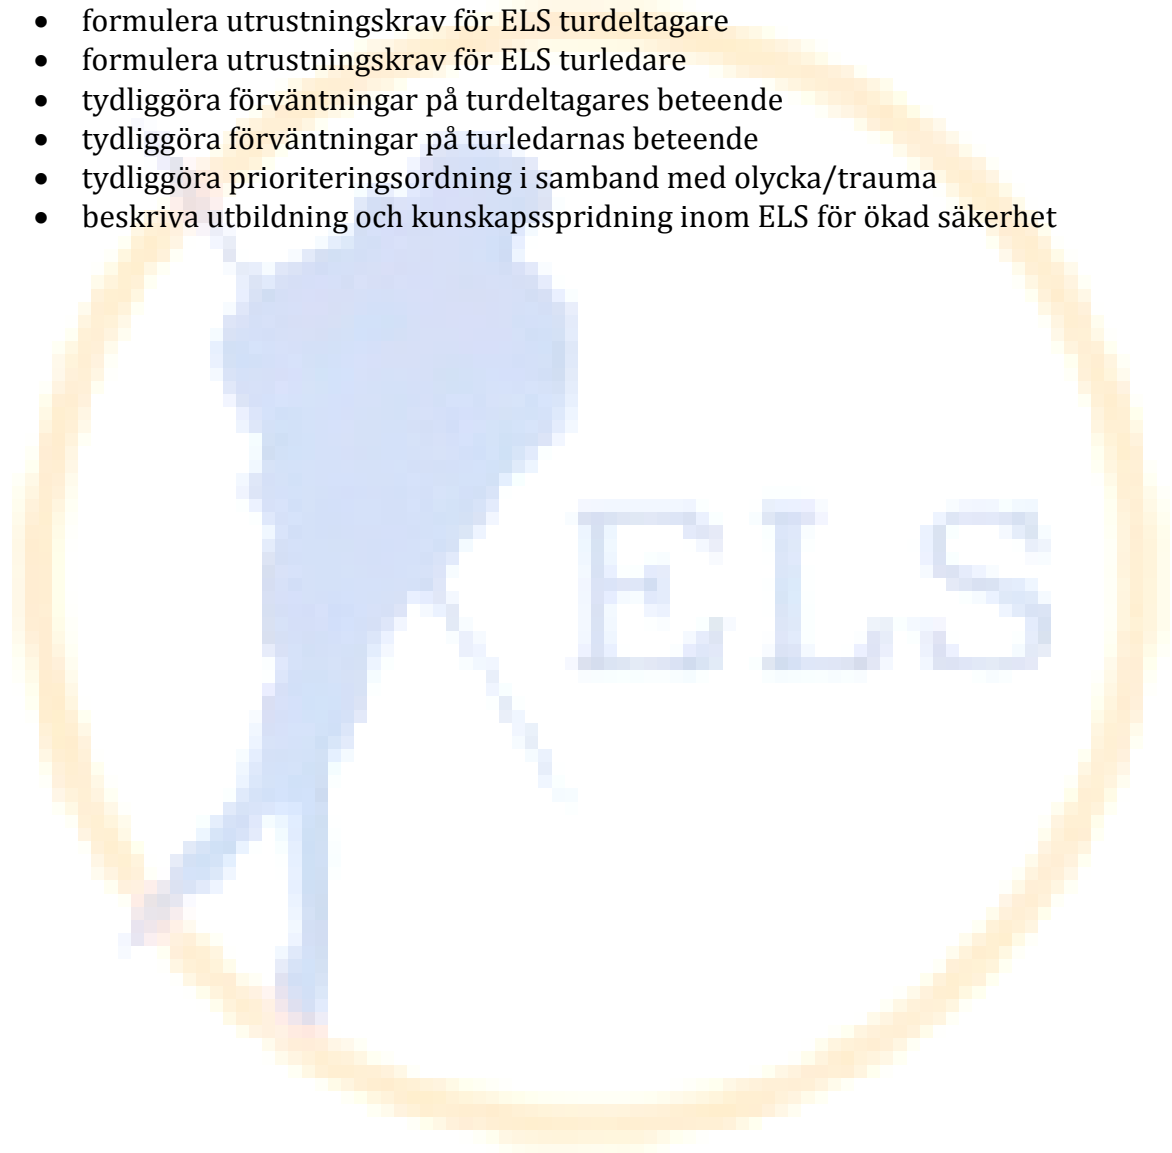 • formulera utrustningskrav för ELS turdeltagare
• formulera utrustningskrav för ELS turledare
• tydliggöra förväntningar på turdeltagares beteende
• tydliggöra förväntningar på turledarnas beteende
• tydliggöra prioriteringsordning i samband med olycka/trauma
• beskriva utbildning och kunskapsspridning inom ELS för ökad säkerhet
ELS